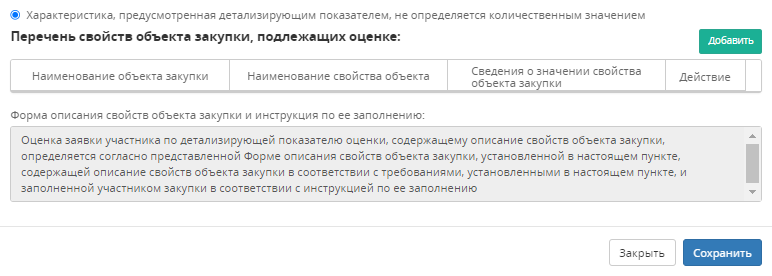 Характеристика, предусмотренная детализирующим показателем, не определяется количественным значением
Перечень свойств объекта закупки, подлежащих оценке:
Добавить
Наименование объекта закупки
Наименование свойства объекта
Сведения о значении свойства
объекта закупки
Действие
Форма описания свойств объекта закупки и инструкция по ее заполнению:
Оценка заявки участника по детализирующей показателю оценки, содержащему описание свойств объекта закупки,
определяется согласно представленной Форме описания свойств объекта закупки, установленной в настоящем пункте,
содержащей описание свойств объекта закупки в соответствии с требованиями, установленными в настоящем пункте, и
заполненной участником закупки в соответствии с инструкцией по ее заполнению
Закрыть
Сохранить